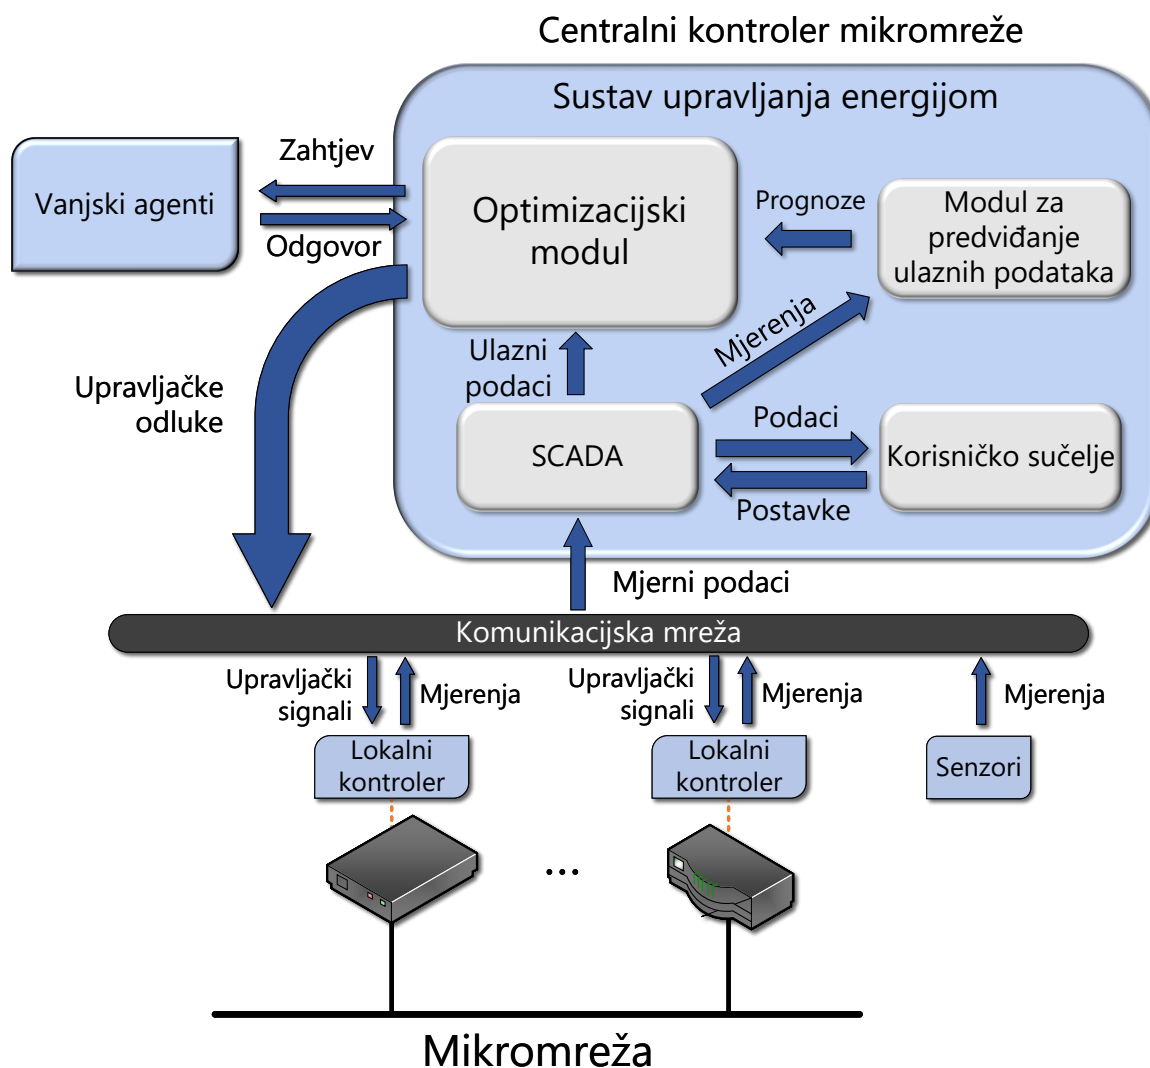 Centralni kontroler mikromreže
Sustav upravljanja energijom
Vanjski agenti
Zahtjev
Odgovor
Optimizacijski
modul
Prognoze
Modul za
predviđanje
ulaznih podataka
Upravljačke
odluke
Ulazni
podaci
Mjerenja
SCADA
Podaci
Postavke
Korisničko sučelje
Mjerni podaci
Komunikacijska mreža
Upravljački
signali
Mjerenja
Upravljački
signali
Mjerenja
Mjerenja
Lokalni
kontroler
Lokalni
kontroler
Senzori
...
Mikromreža